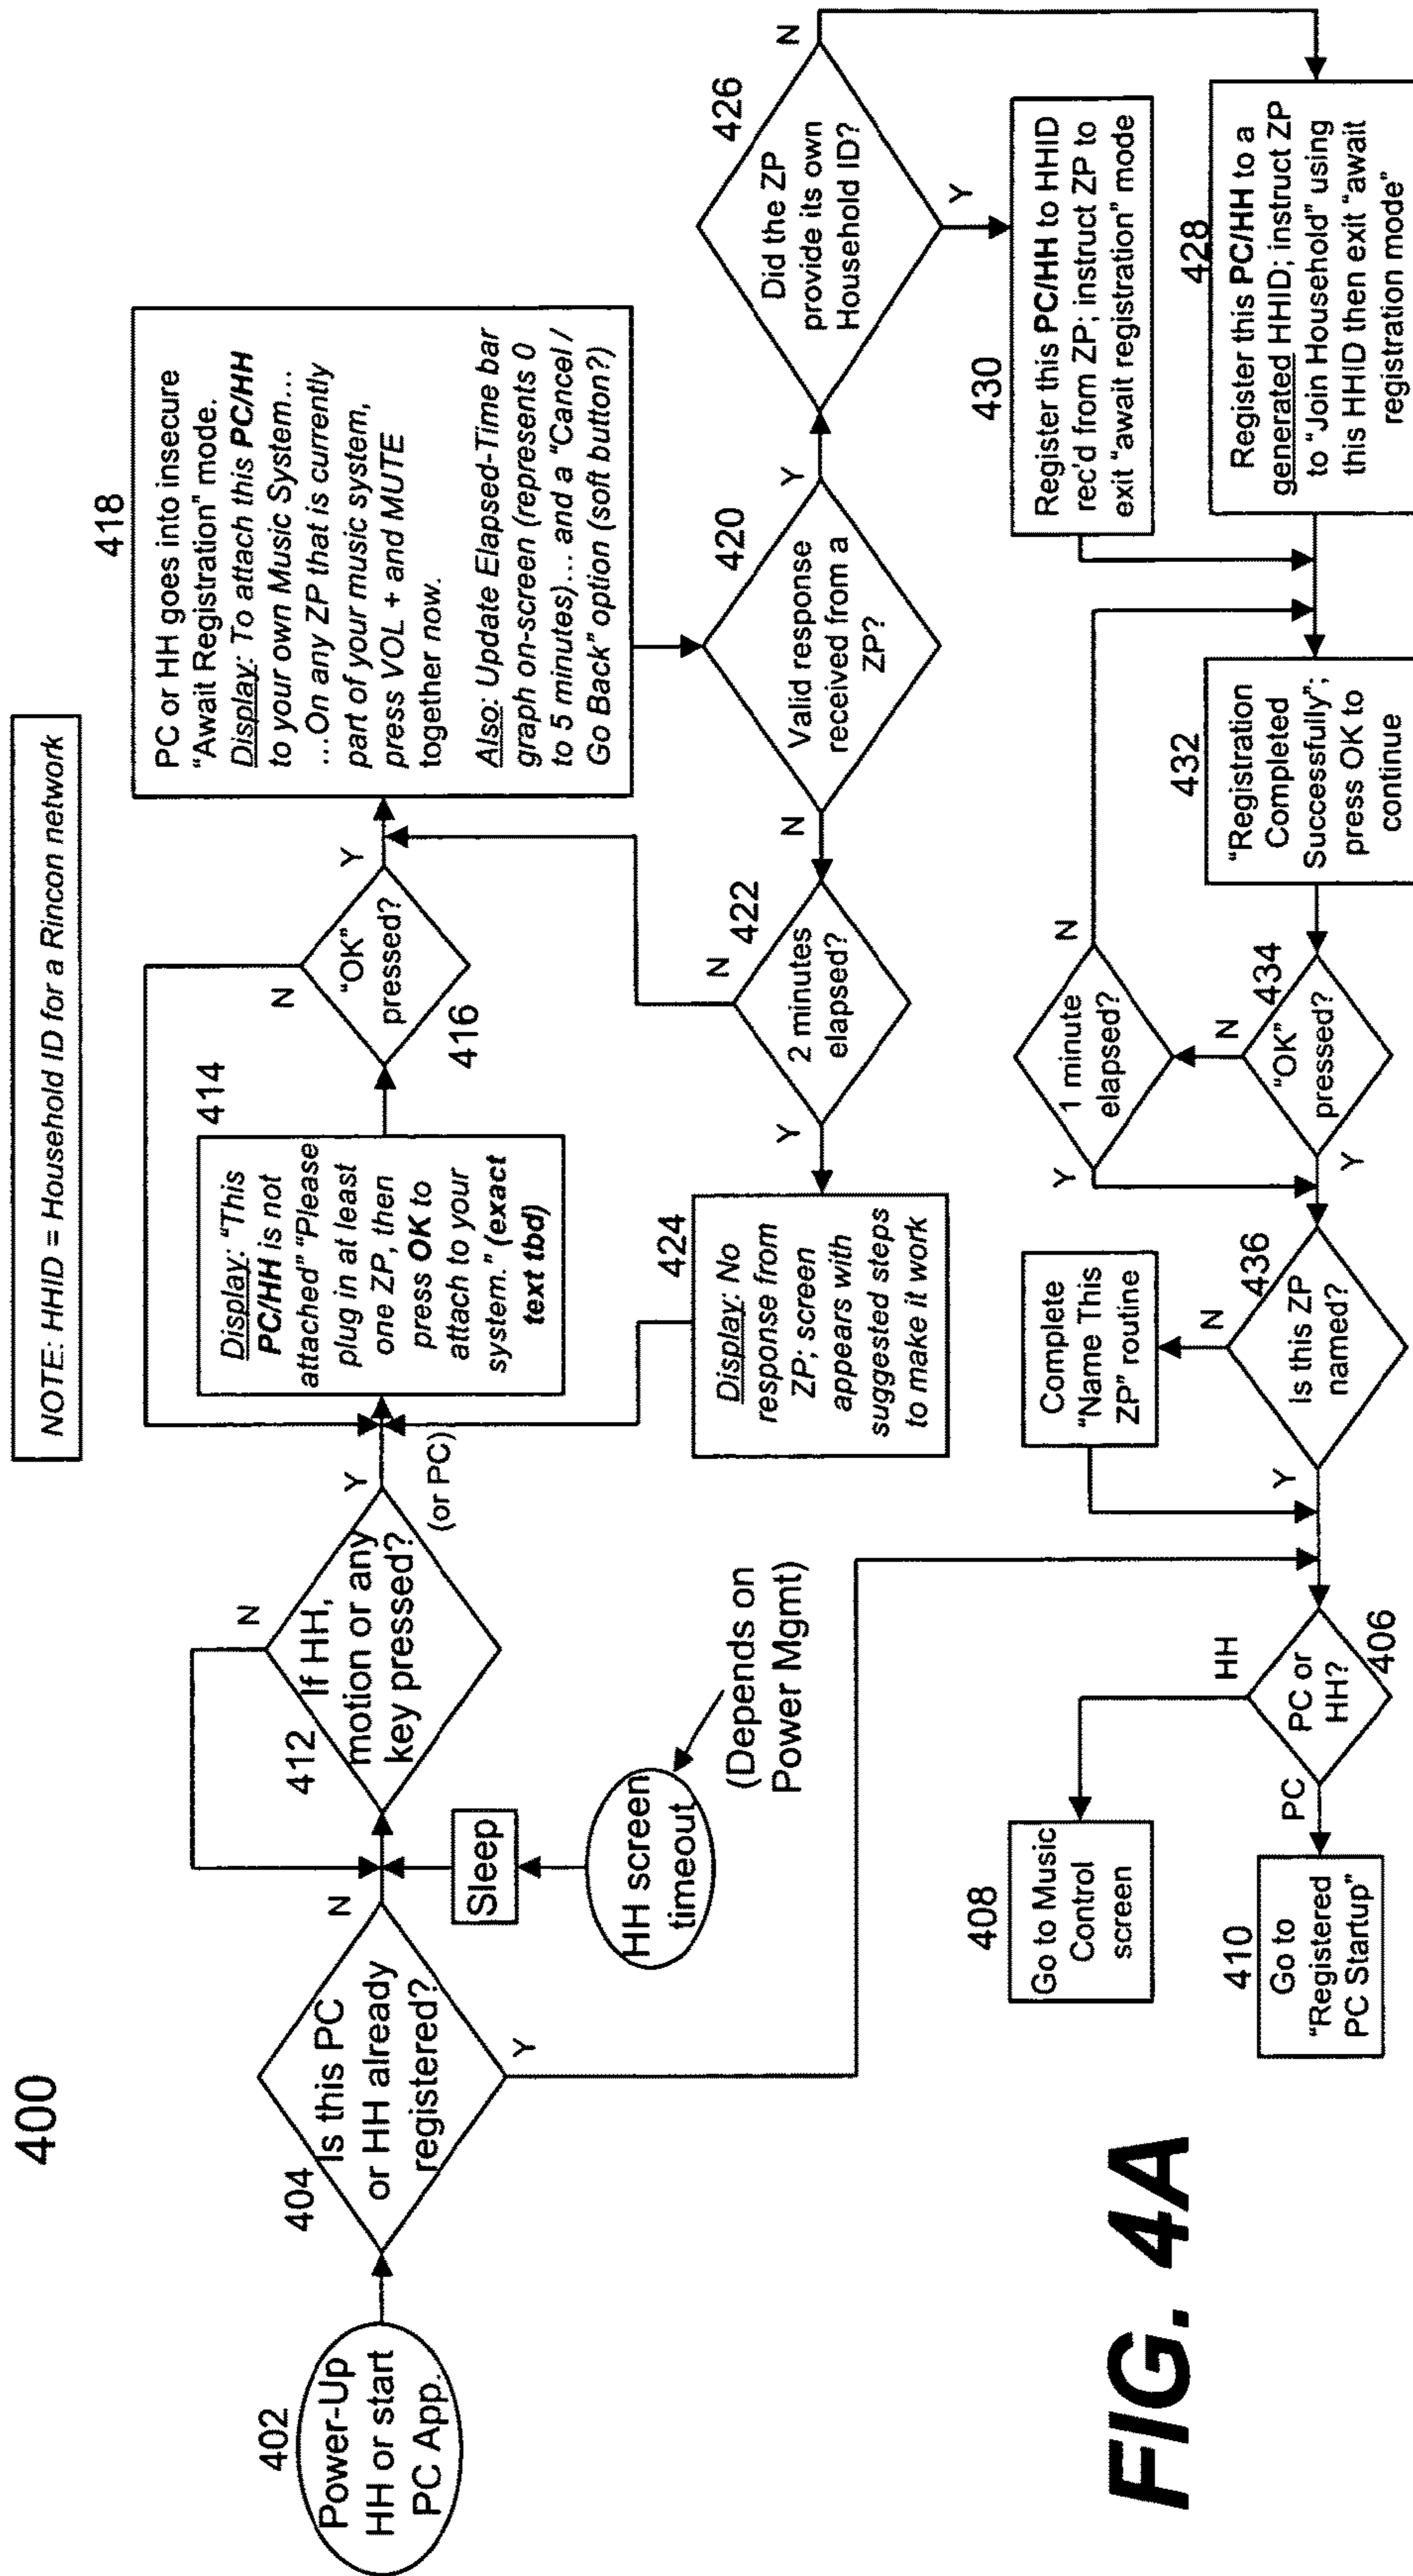 400
NOTE: HHID = Household ID for a Rincon network
402
Power-Up
HH or start
PC App.
404
Is this PC
or HH already
registered?
N
Y
Sleep
HH screen
timeout
(Depends on
Power Mgmt)
412
If HH,
motion or any
key pressed?
N
Y
(or PC)
414
Display: "This
PC/HH is not
attached" "Please
plug in at least
one ZP, then
press OK to
attach to your
system." (exact
text tbd)
416
"OK"
pressed?
N
Y
418
PC or HH goes into insecure
"Await Registration" mode.
Display: To attach this PC/HH
to your own Music System...
...On any ZP that is currently
part of your music system,
press VOL + and MUTE
together now.
Also: Update Elapsed-Time bar
graph on-screen (represents 0
to 5 minutes)... and a "Cancel /
Go Back" option (soft button?)
420
Valid response
received from a
ZP?
N
Y
422
2 minutes
elapsed?
N
Y
424
Display: No
response from
ZP; screen
appears with
suggested steps
to make it work
426
Did the ZP
provide its own
Household ID?
N
Y
430
Register this PC/HH to HHID
rec'd from ZP; instruct ZP to
exit "await registration" mode
428
Register this PC/HH to a
generated HHID; instruct ZP
to "Join Household" using
this HHID then exit "await
registration mode"
432
"Registration
Completed
Successfully";
press OK to
continue
434
"OK"
pressed?
N
Y
1 minute
elapsed?
N
Y
436
Is this ZP
named?
N
Y
Complete
"Name This
ZP" routine
406
PC or
HH?
HH
PC
408
Go to Music
Control
screen
410
Go to
"Registered
PC Startup"
FIG. 4A